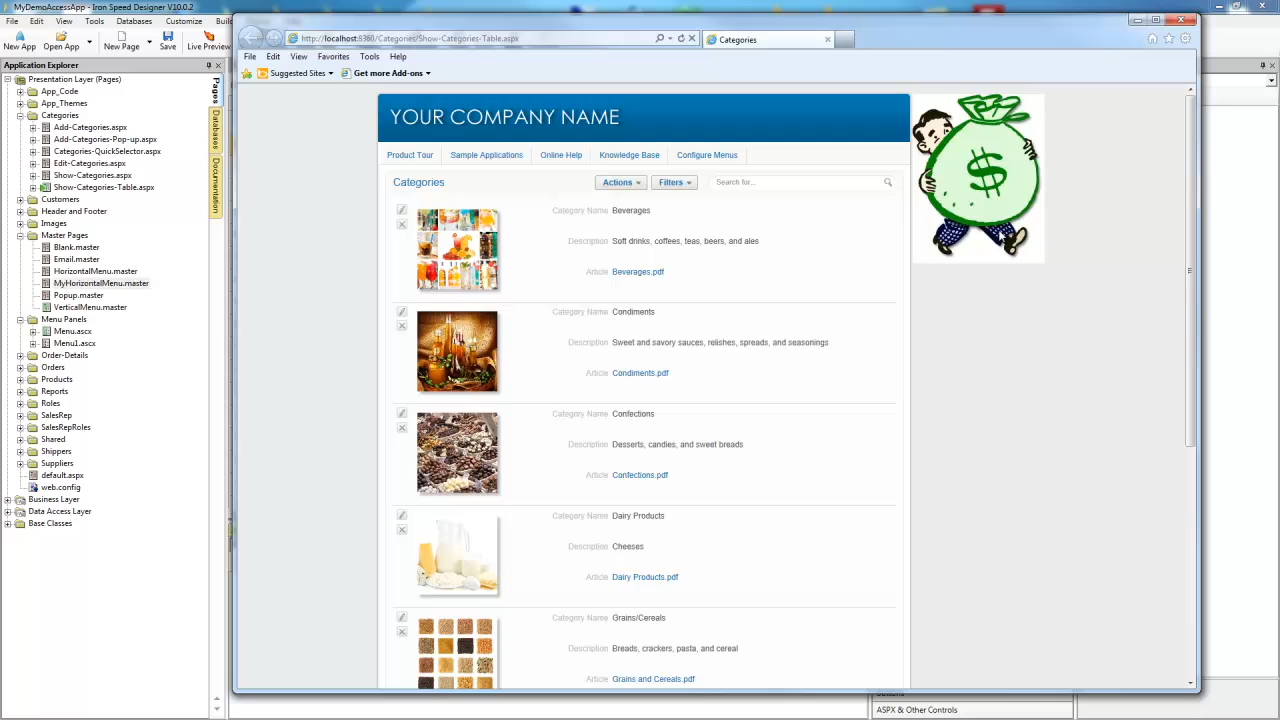 MyDemoAccessApp - Iron Speed Designer V10.0.2
File Edit View Tools Databases Customize
New App Open App New Page Save Live Preview
Application Explorer
Presentation Layer (Pages)
App_Code
App_Themes
Categories
Add-Categories.aspx
Add-Categories-Pop-up.aspx
Categories-QuickSelector.aspx
Edit-Categories.aspx
Show-Categories.aspx
Show-Categories-Table.aspx
Customers
Header and Footer
Images
Master Pages
Blank.master
Email.master
HorizontalMenu.master
MyHorizontalMenu.master
Popup.master
VerticalMenu.master
Menu Panels
Menu.ascx
Menu1.ascx
Order-Details
Orders
Products
Reports
Roles
SalesRep
SalesRepRoles
Shared
Shippers
Suppliers
default.aspx
web.config
Business Layer
Data Access Layer
Base Classes
Pages
Databases
Documentation
http://localhost:8360/Categories/Show-Categories-Table.aspx
Categories
File Edit View Favorites Tools Help
Suggested Sites Get more Add-ons
YOUR COMPANY NAME
Product Tour Sample Applications Online Help Knowledge Base Configure Menus
Categories Actions Filters Search for...
Category Name Beverages
Description Soft drinks, coffees, teas, beers, and ales
Article Beverages.pdf
Category Name Condiments
Description Sweet and savory sauces, relishes, spreads, and seasonings
Article Condiments.pdf
Category Name Confections
Description Desserts, candies, and sweet breads
Article Confections.pdf
Category Name Dairy Products
Description Cheeses
Article Dairy Products.pdf
Category Name Grains/Cereals
Description Breads, crackers, pasta, and cereal
Article Grains and Cereals.pdf
$
ASPX & Other Controls